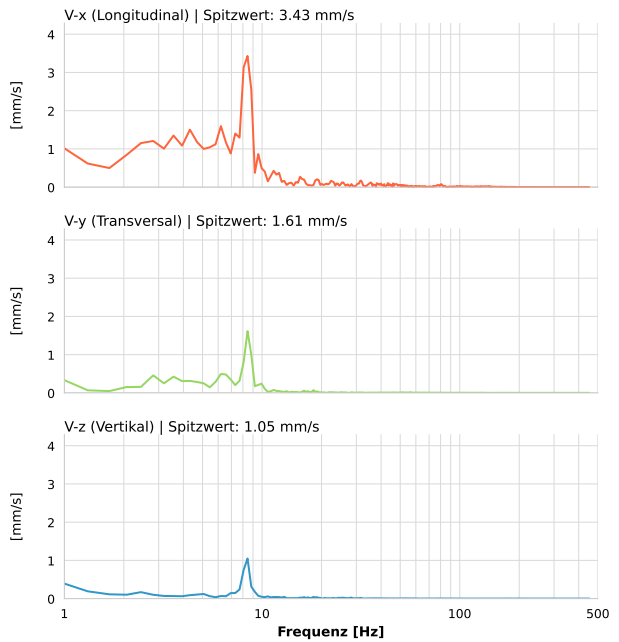 V-x (Longitudinal) | Spitzwert: 3.43 mm/s
4
3
2
1
0
[mm/s]
V-y (Transversal) | Spitzwert: 1.61 mm/s
4
3
2
1
0
[mm/s]
V-z (Vertikal) | Spitzwert: 1.05 mm/s
4
3
2
1
0
[mm/s]
1 10 100 500
Frequenz [Hz]